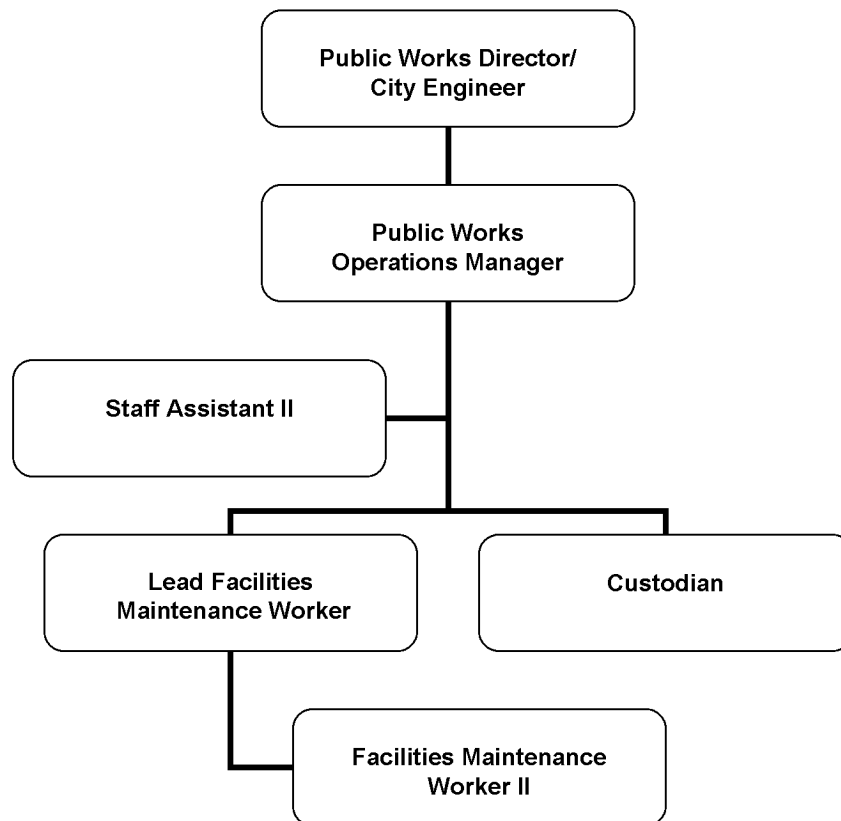 Public Works Director/
City Engineer
Public Works
Operations Manager
Staff Assistant II
Lead Facilities
Maintenance Worker
Custodian
Facilities Maintenance
Worker II